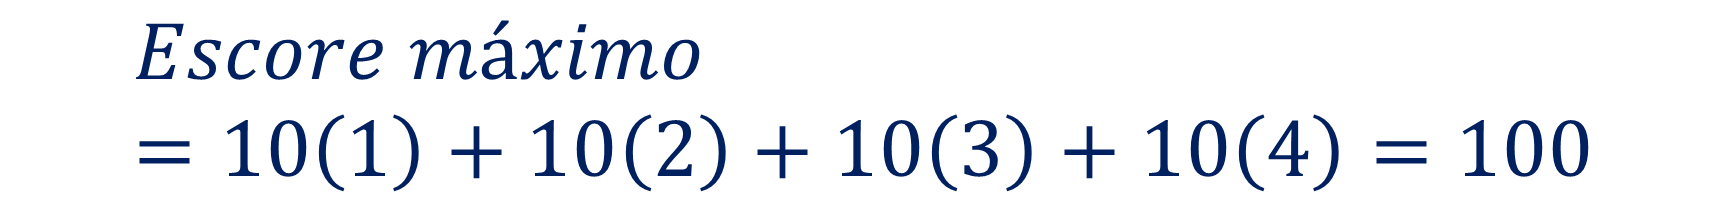 Escore máximo
= 10(1) + 10(2) + 10(3) + 10(4) = 100